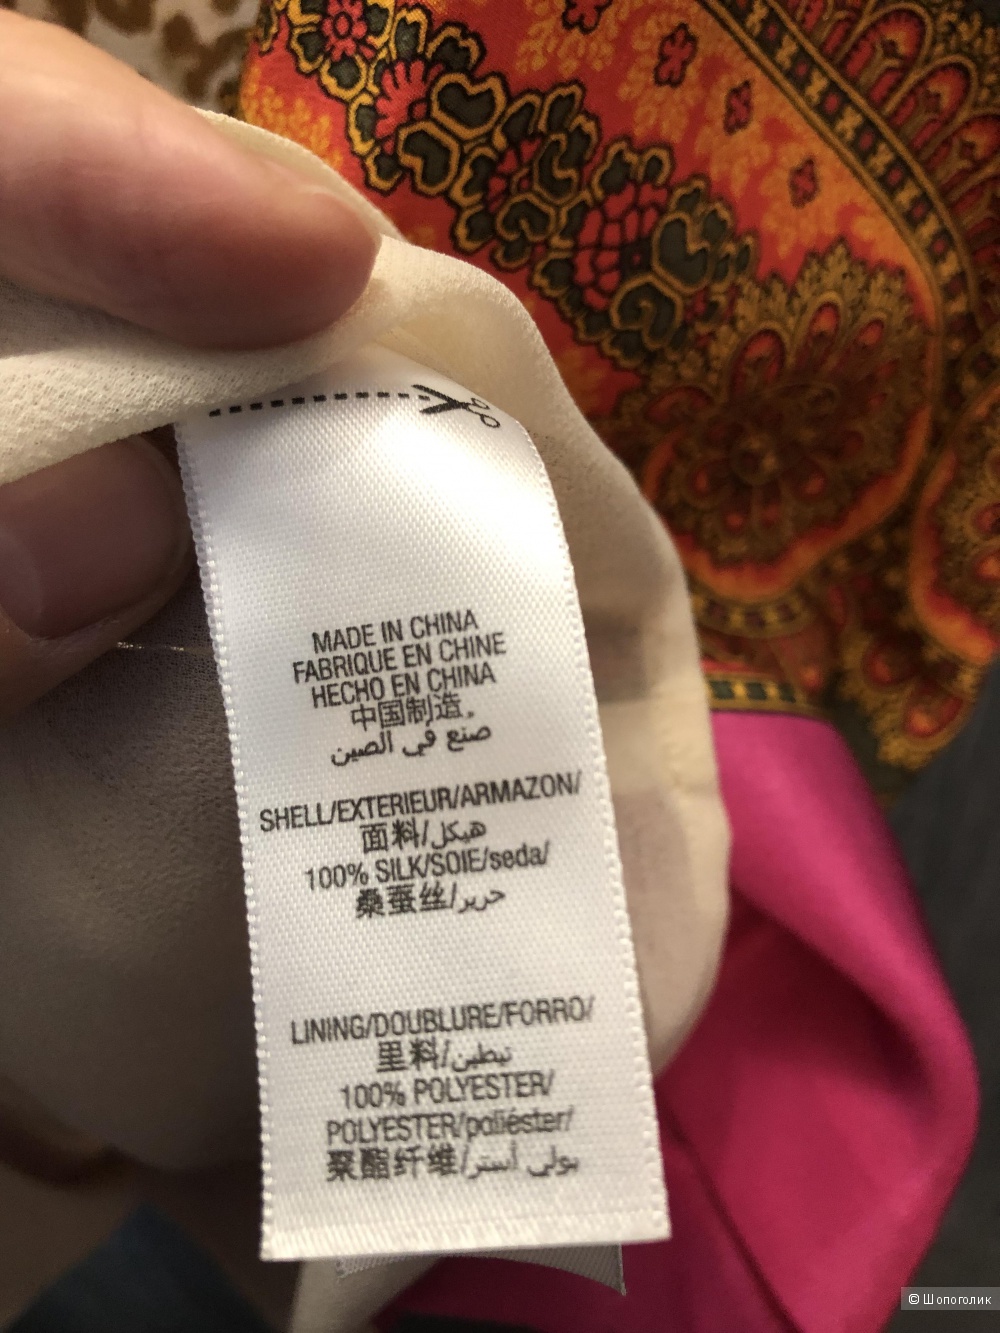 MADE IN CHINA
FABRIQUE EN CHINE
HECHO EN CHINA
中国制造。
صنع في الصين
SHELL/EXTERIEUR/ARMAZON/
面料/هيكل
100% SILK/SOIE/seda/
桑蚕丝/حرير
LINING/DOUBLURE/FORRO/
里料/تبطين
100% POLYESTER/
POLYESTER/poliéster/
聚酯纤维/بولي أستر
© Шопоголик